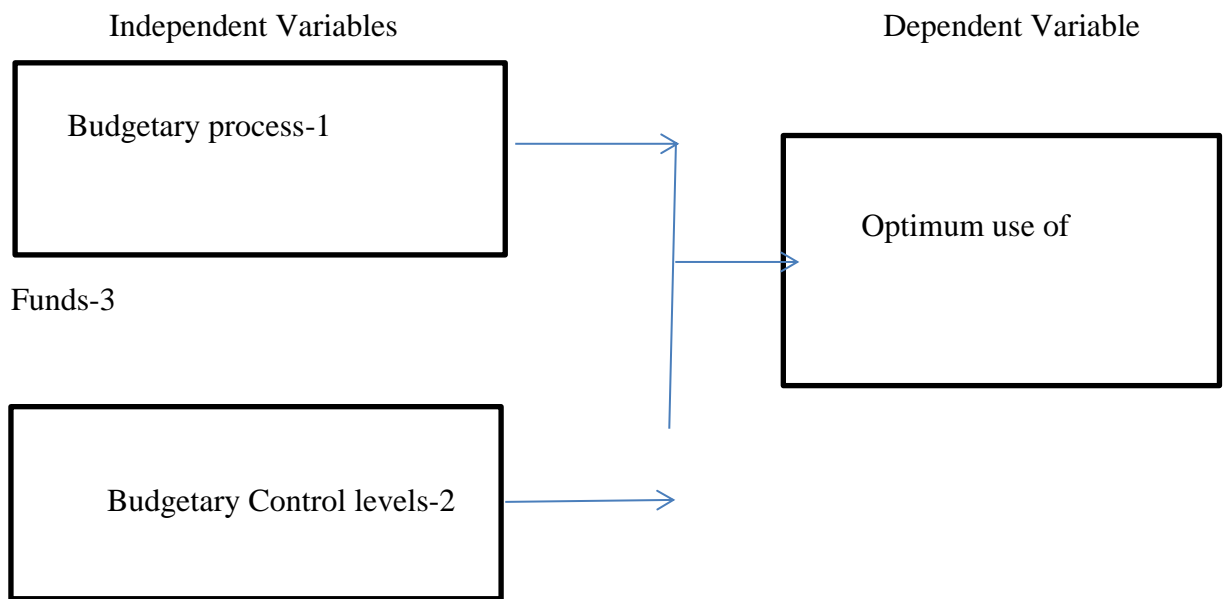 Independent Variables
Dependent Variable
Budgetary process-1
Optimum use of
Funds-3
Budgetary Control levels-2